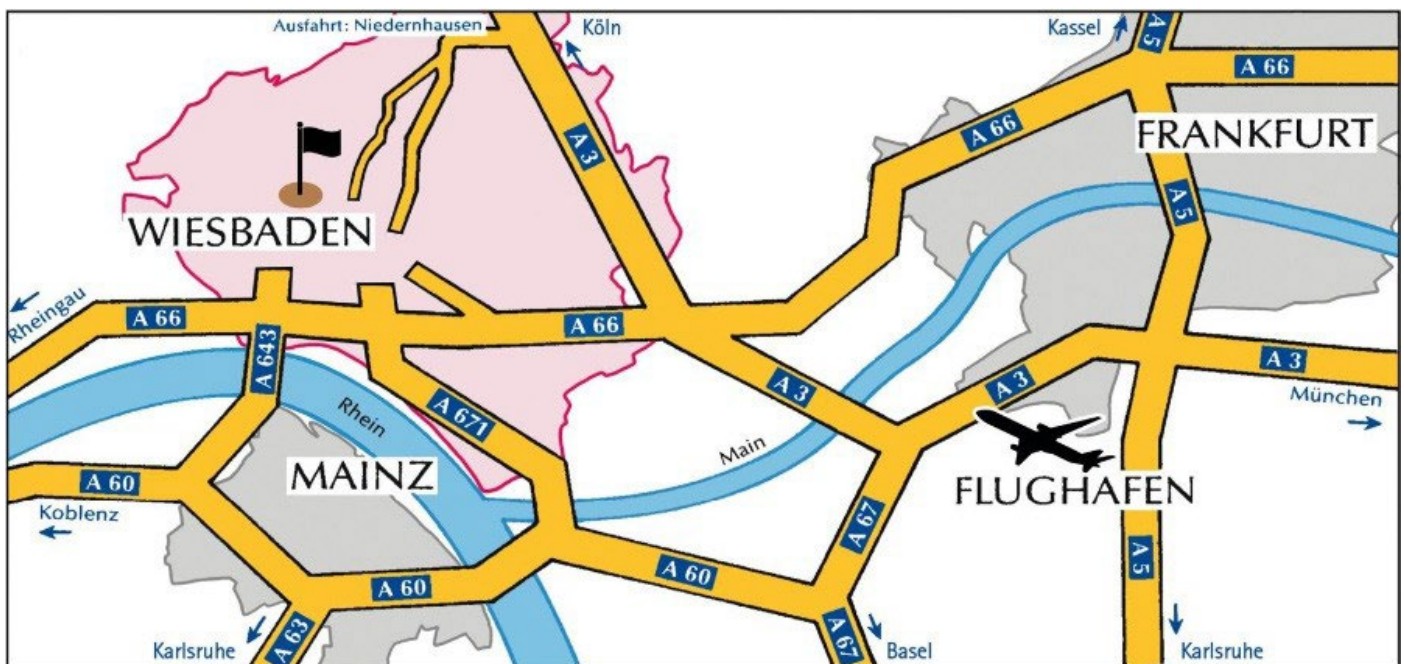 Ausfahrt: Niedernhausen
Köln
Kassel
A 5
A 66
A 3
A 66
FRANKFURT
WIESBADEN
A 5
Rheingau
A 66
A 66
A 643
A 3
A 3
A 3
München
Rhein
A 671
Main
MAINZ
FLUGHAFEN
A 60
Koblenz
A 67
A 5
A 60
A 60
Karlsruhe
A 63
A 67
Basel
Karlsruhe